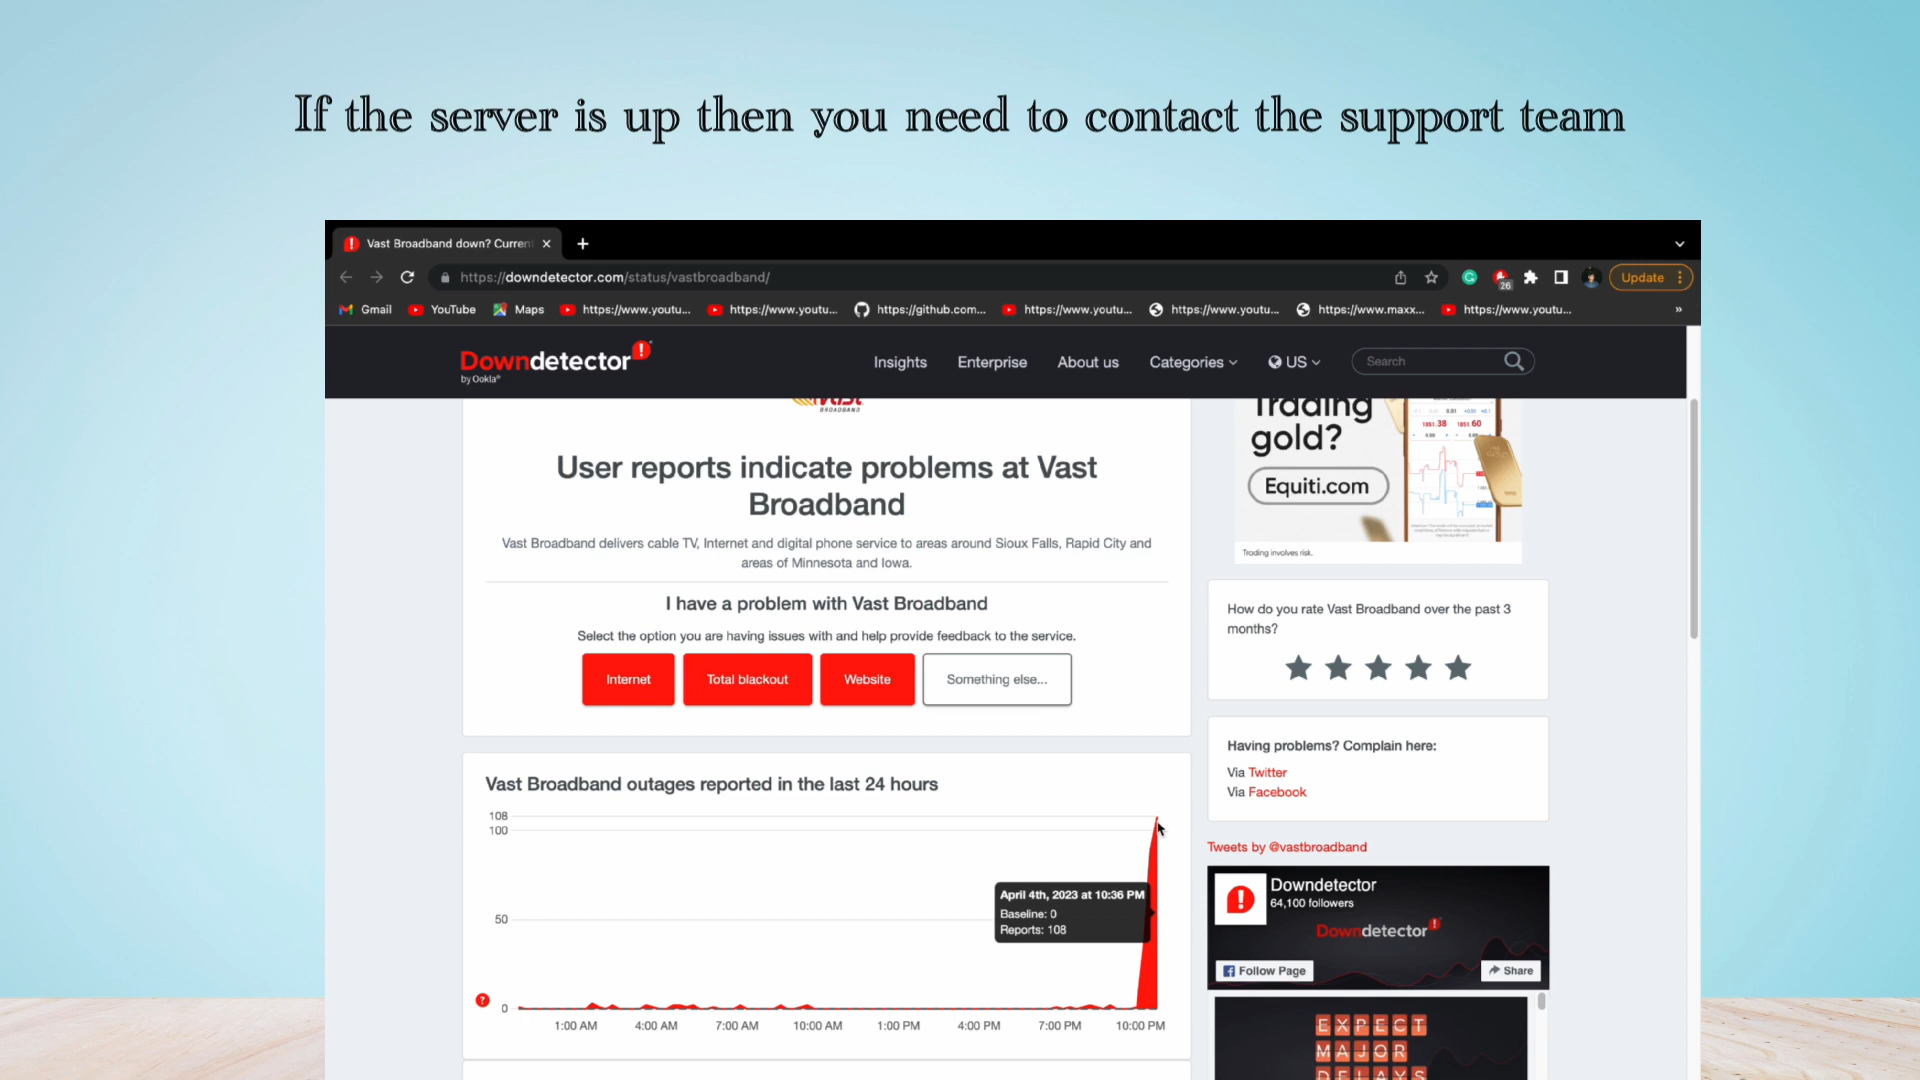 If the server is up then you need to contact the support team
Vast Broadband down? Curren
https://downdetector.com/status/vastbroadband/
26
Update
Gmail
YouTube
Maps
https://www.youtu...
https://www.youtu...
https://github.com...
https://www.youtu...
https://www.youtu...
https://www.maxx...
https://www.youtu...
»
Downdetector
by Ookla®
Insights
Enterprise
About us
Categories
US
Search
BROADBAND
User reports indicate problems at Vast
Broadband
Vast Broadband delivers cable TV, Internet and digital phone service to areas around Sioux Falls, Rapid City and
areas of Minnesota and Iowa.
I have a problem with Vast Broadband
Select the option you are having issues with and help provide feedback to the service.
Internet
Total blackout
Website
Something else...
Vast Broadband outages reported in the last 24 hours
108
100
50
0
April 4th, 2023 at 10:36 PM
Baseline: 0
Reports: 108
1:00 AM
4:00 AM
7:00 AM
10:00 AM
1:00 PM
4:00 PM
7:00 PM
10:00 PM
Trading
gold?
Equiti.com
1851.38
1851.60
Trading involves risk.
How do you rate Vast Broadband over the past 3
months?
Having problems? Complain here:
Via Twitter
Via Facebook
Tweets by @vastbroadband
Downdetector
64,100 followers
Downdetector
Follow Page
Share
EXPECT
MAJOR
DELAYS